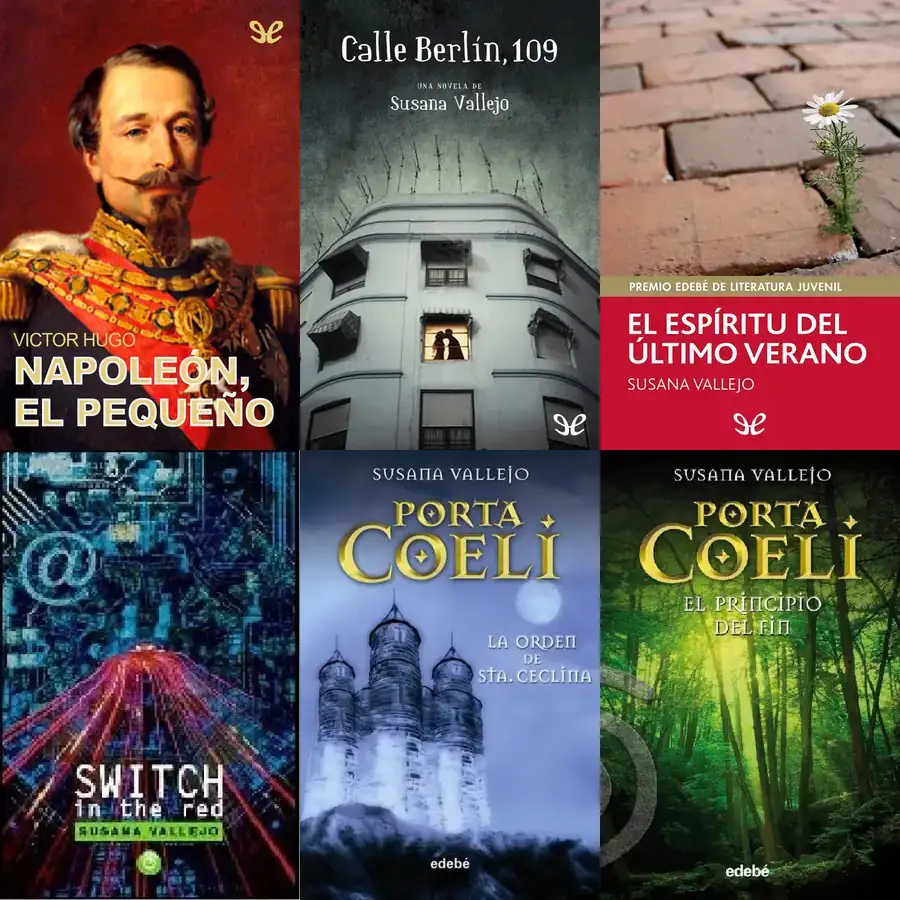 VICTOR HUGO
NAPOLEÓN,
EL PEQUEÑO
Calle Berlín, 109
UNA NOVELA DE
Susana Vallejo
PREMIO EDEBÉ DE LITERATURA JUVENIL
EL ESPÍRITU DEL
ÚLTIMO VERANO
SUSANA VALLEJO
@
SWITCH
in the red
SUSANA VALLEJO
SUSANA VALLEJO
PORTA
COELI
LA ORDEN
DE
STA. CECLINA
edebé
SUSANA VALLEJO
PORTA
COELI
EL PRINCIPIO
DEL FIN
edebé